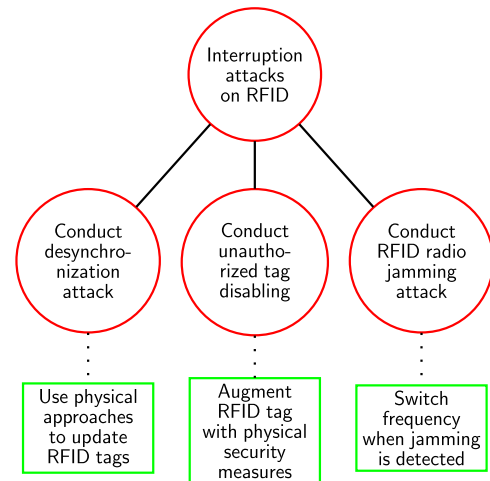 Interruption
attacks
on RFID
Conduct
desynchro-
nization
attack
Conduct
unautho-
rized tag
disabling
Conduct
RFID radio
jamming
attack
Use physical
approaches
to update
RFID tags
Augment
RFID tag
with physical
security
measures
Switch
frequency
when jamming
is detected